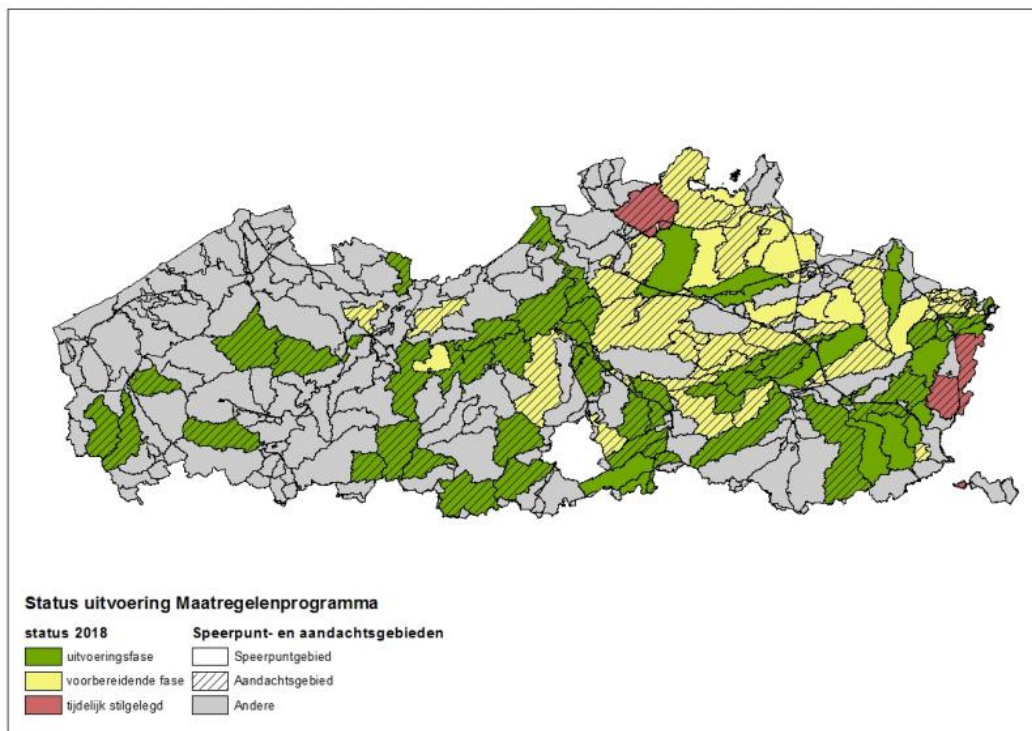 Status uitvoering Maatregelenprogramma
status 2018
uitvoeringsfase
voorbereidende fase
tijdelijk stilgelegd
Speerpunt- en aandachtsgebieden
Speerpuntgebied
Aandachtsgebied
Andere